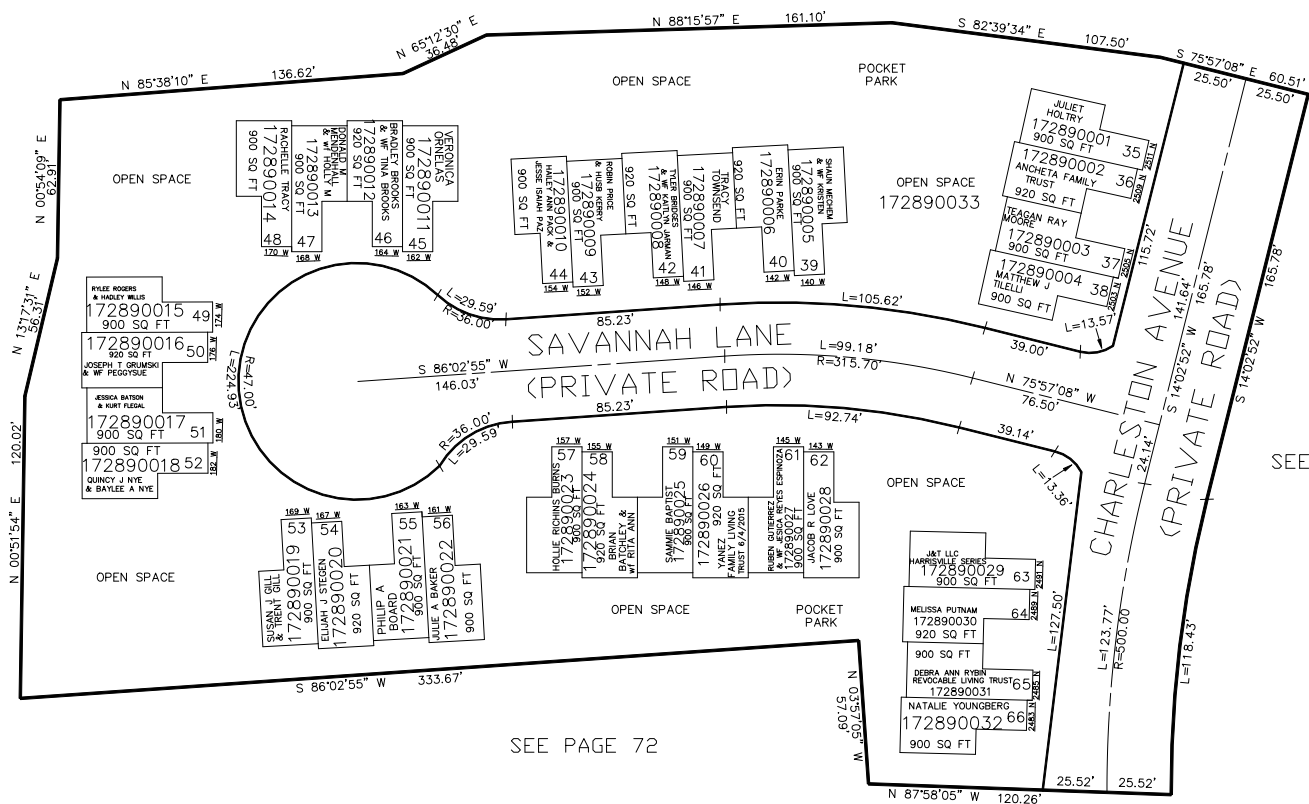 N 88°15'57" E 161.10'
S 82°39'34" E
107.50'
S 75°57'08" E 60.51'
25.50' 25.50'
N 65°12'30" E
36.48'
N 85°38'10" E 136.62'
N 00°54'09" E
62.91'
N 13°17'31" E
56.31'
N 00°51'54" E 120.02'
OPEN SPACE
OPEN SPACE
POCKET
PARK
OPEN SPACE
172890033
RACHELLE TRACY
172890014 48
900 SQ FT
170 W
DONALD M
MENDENHALL
& wf HOLLY M
172890013
900 SQ FT
47
168 W
BRADLEY BROOKS
& WF TINA BROOKS
172890012
920 SQ FT
46
164 W
VERONICA
ORNELAS
172890011
900 SQ FT
45
162 W
HAILEY ANN PACK &
JESSE ISAIAH PAZ
172890010
900 SQ FT
44
154 W
ROBIN PRICE
& HUSB KERRY
172890009
900 SQ FT
43
152 W
TYLER BRIDGES
& WF KAITLYN JARMAN
172890008
920 SQ FT
42
148 W
TRACY
TOWNSEND
172890007
900 SQ FT
41
146 W
ERIN PARKE
172890006
920 SQ FT
40
142 W
SHAUN MECHEM
& WF KRISTEN
172890005
900 SQ FT
39
140 W
JULIET
HOLTRY
172890001 35
900 SQ FT
2511 N
172890002
ANCHETA FAMILY
TRUST
36
920 SQ FT
2509 N
TEAGAN RAY
MOORE
172890003 37
900 SQ FT
2505 N
172890004 38
MATTHEW J
TILELLI
900 SQ FT
2503 N
RYLEE ROGERS
& HADLEY WILLIS
172890015 49
900 SQ FT
174 W
172890016 50
920 SQ FT
JOSEPH T GRUMSKI
& WF PEGGYSUE
176 W
JESSICA BATSON
& KURT FLEGAL
172890017 51
900 SQ FT
180 W
900 SQ FT
172890018 52
QUINCY J NYE
& BAYLEE A NYE
182 W
R=47.00'
L=224.93'
L=29.59'
R=36.00'
85.23'
L=105.62'
39.00'
L=13.57'
115.72'
SAVANNAH LANE
(PRIVATE ROAD)
S 86°02'55" W
146.03'
L=99.18'
R=315.70'
N 75°57'08" W
76.50'
R=36.00'
L=29.59'
85.23'
L=92.74'
39.14'
L=13.36'
CHARLESTON AVENUE
(PRIVATE ROAD)
S 14°02'52" W 165.78'
141.64'
24.14'
165.78'
S 14°02'52" W
SEE
OPEN SPACE
SUSAN J GILL
& TRENT GILL
172890019
900 SQ FT
53
169 W
ELIJAH J STEGEN
172890020
920 SQ FT
54
167 W
PHILIP A
BOARD
172890021
900 SQ FT
55
163 W
JULIE A BAKER
172890022
900 SQ FT
56
161 W
HOLLIE RICHINS BURNS
172890023
900 SQ FT
57
157 W
172890024
920 SQ FT
BRIAN
BATCHLEY &
wf RITA ANN
58
155 W
SAMMIE BAPTIST
172890025
900 SQ FT
59
151 W
172890026
YANEZ 920 SQ FT
FAMILY LIVING
TRUST 6/4/2015
60
149 W
RUBEN GUTIERREZ
& WF JESICA REYES ESPINOZA
172890027
900 SQ FT
61
145 W
JACOB R LOVE
172890028
900 SQ FT
62
143 W
OPEN SPACE
OPEN SPACE
POCKET
PARK
J&T LLC
HARRISVILLE SERIES
172890029 63
900 SQ FT
2491 N
MELISSA PUTNAM
172890030
920 SQ FT
64
2489 N
900 SQ FT
DEBRA ANN RYBIN
REVOCABLE LIVING TRUST
172890031
65
2485 N
NATALIE YOUNGBERG
172890032 66
900 SQ FT
2483 N
L=127.50'
L=123.77'
R=500.00
L=118.43'
S 86°02'55" W 333.67'
N 03°57'05" W
57.09'
SEE PAGE 72
25.52' 25.52'
N 87°58'05" W 120.26'